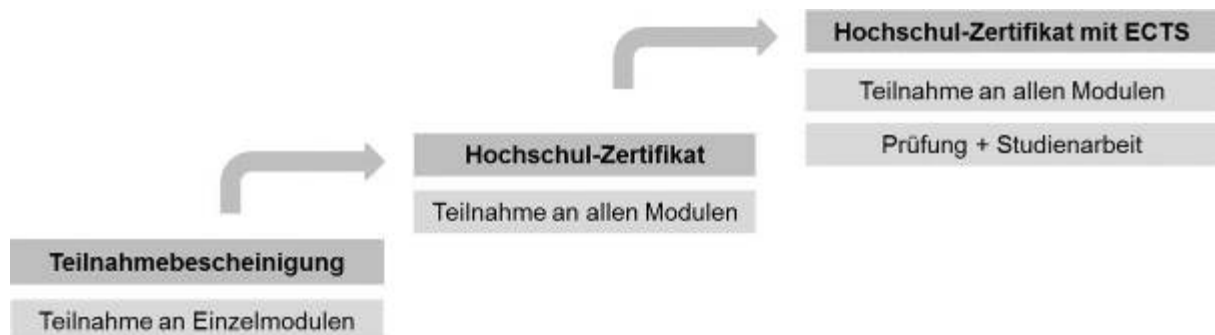 Hochschul-Zertifikat mit ECTS
Teilnahme an allen Modulen
Prüfung + Studienarbeit
Hochschul-Zertifikat
Teilnahme an allen Modulen
Teilnahmebescheinigung
Teilnahme an Einzelmodulen